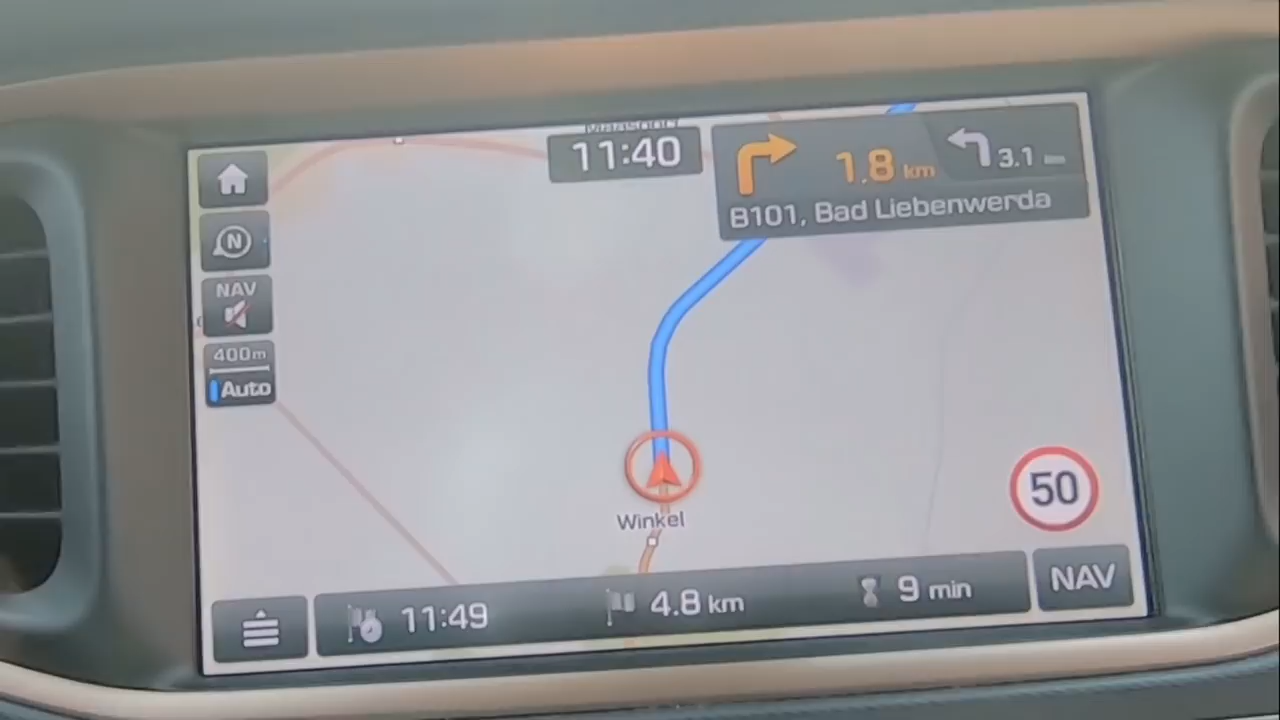 11:40
1.8 km
3.1
B101, Bad Liebenwerda
N
NAV
400m
Auto
50
Winkel
11:49
4.8 km
9 min
NAV